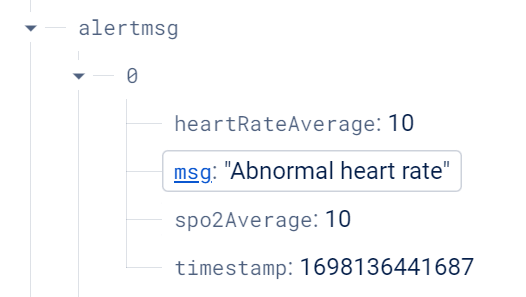 alertmsg
0
heartRateAverage: 10
msg: "Abnormal heart rate"
spo2Average: 10
timestamp: 1698136441687